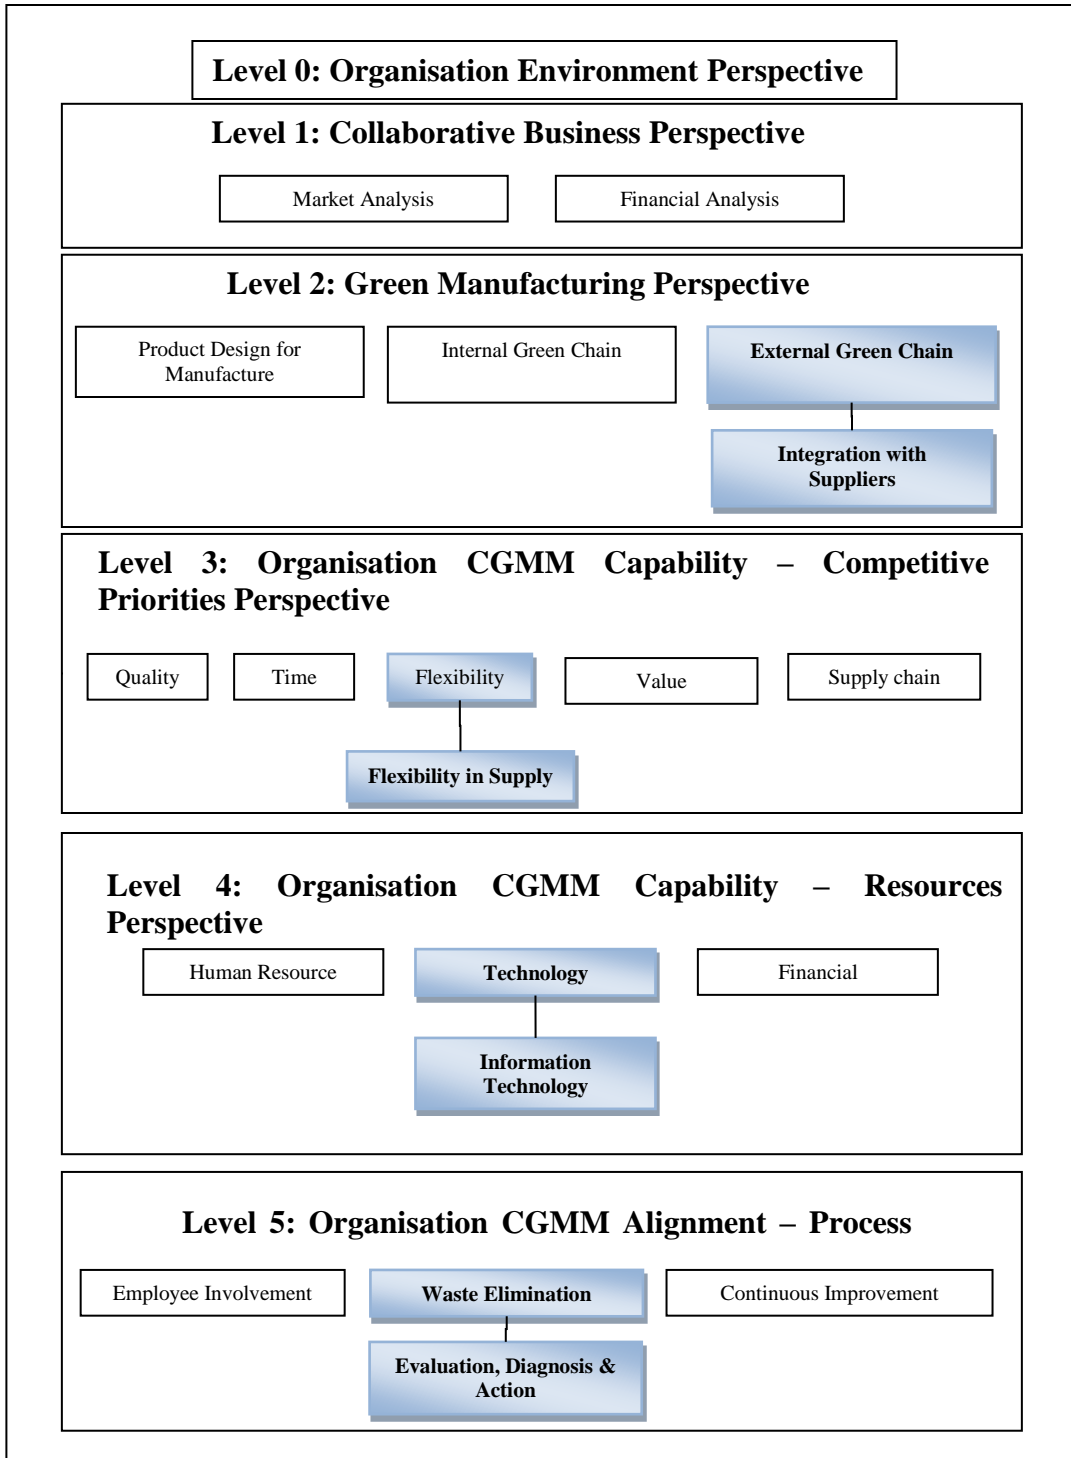 Level 0: Organisation Environment Perspective
Level 1: Collaborative Business Perspective
Market Analysis
Financial Analysis
Level 2: Green Manufacturing Perspective
Product Design for
Manufacture
Internal Green Chain
External Green Chain
Integration with
Suppliers
Level 3: Organisation CGMM Capability – Competitive
Priorities Perspective
Quality
Time
Flexibility
Value
Supply chain
Flexibility in Supply
Level 4: Organisation CGMM Capability – Resources
Perspective
Human Resource
Technology
Financial
Information
Technology
Level 5: Organisation CGMM Alignment – Process
Employee Involvement
Waste Elimination
Continuous Improvement
Evaluation, Diagnosis &
Action